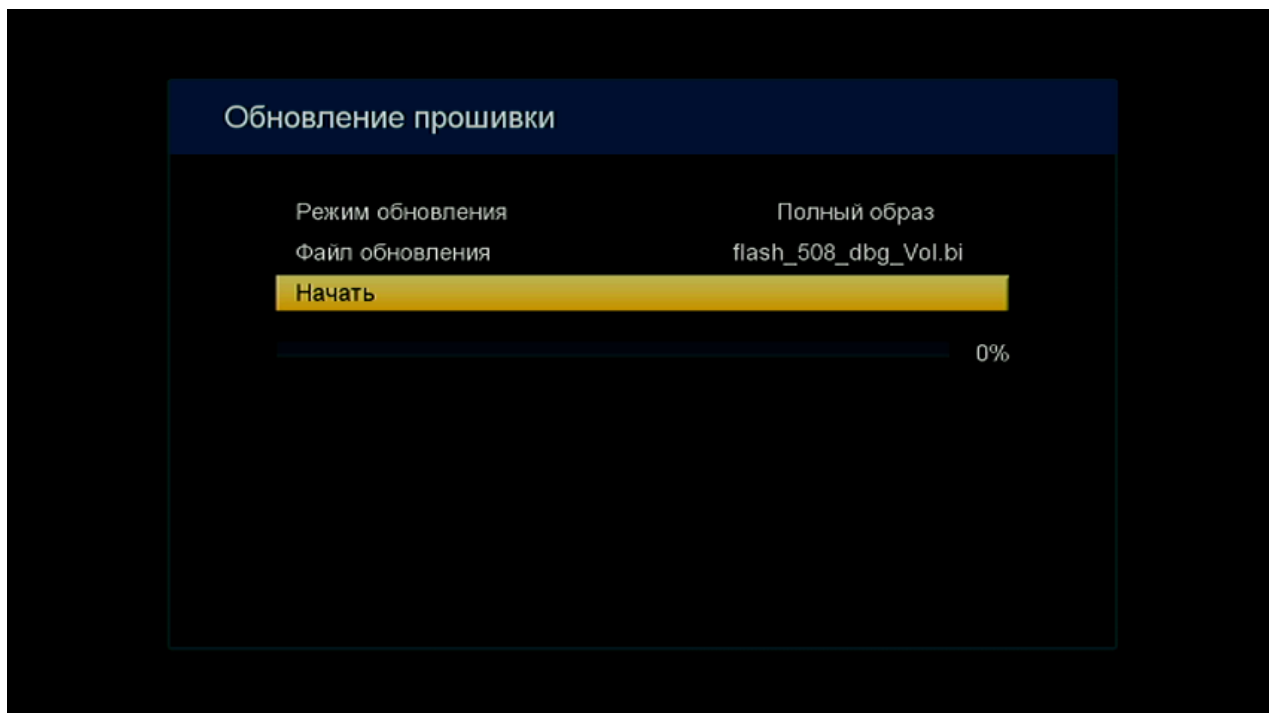 Обновление прошивки
Режим обновления Полный образ
Файл обновления flash_508_dbg_Vol.bi
Начать
0%